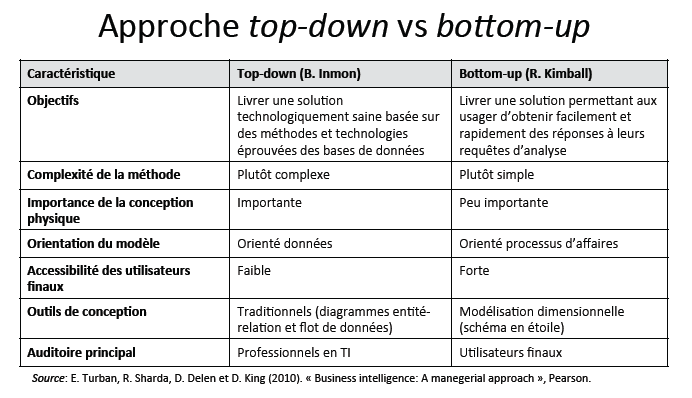 Approche top-down vs bottom-up
Caractéristique Top-down (B. Inmon) Bottom-up (R. Kimball)
Objectifs Livrer une solution Livrer une solution permettant aux
technologiquement saine basée sur usager d’obtenir facilement et
des méthodes et technologies rapidement des réponses à leurs
éprouvées des bases de données requêtes d’analyse
Complexité de la méthode Plutôt complexe Plutôt simple
Importance de la conception Importante Peu importante
physique
Orientation du modèle Orienté données Orienté processus d’affaires
Accessibilité des utilisateurs Faible Forte
finaux
Outils de conception Traditionnels (diagrammes entité- Modélisation dimensionnelle
relation et flot de données) (schéma en étoile)
Auditoire principal Professionnels en TI Utilisateurs finaux
Source: E. Turban, R. Sharda, D. Delen et D. King (2010). « Business intelligence: A manegerial approach », Pearson.